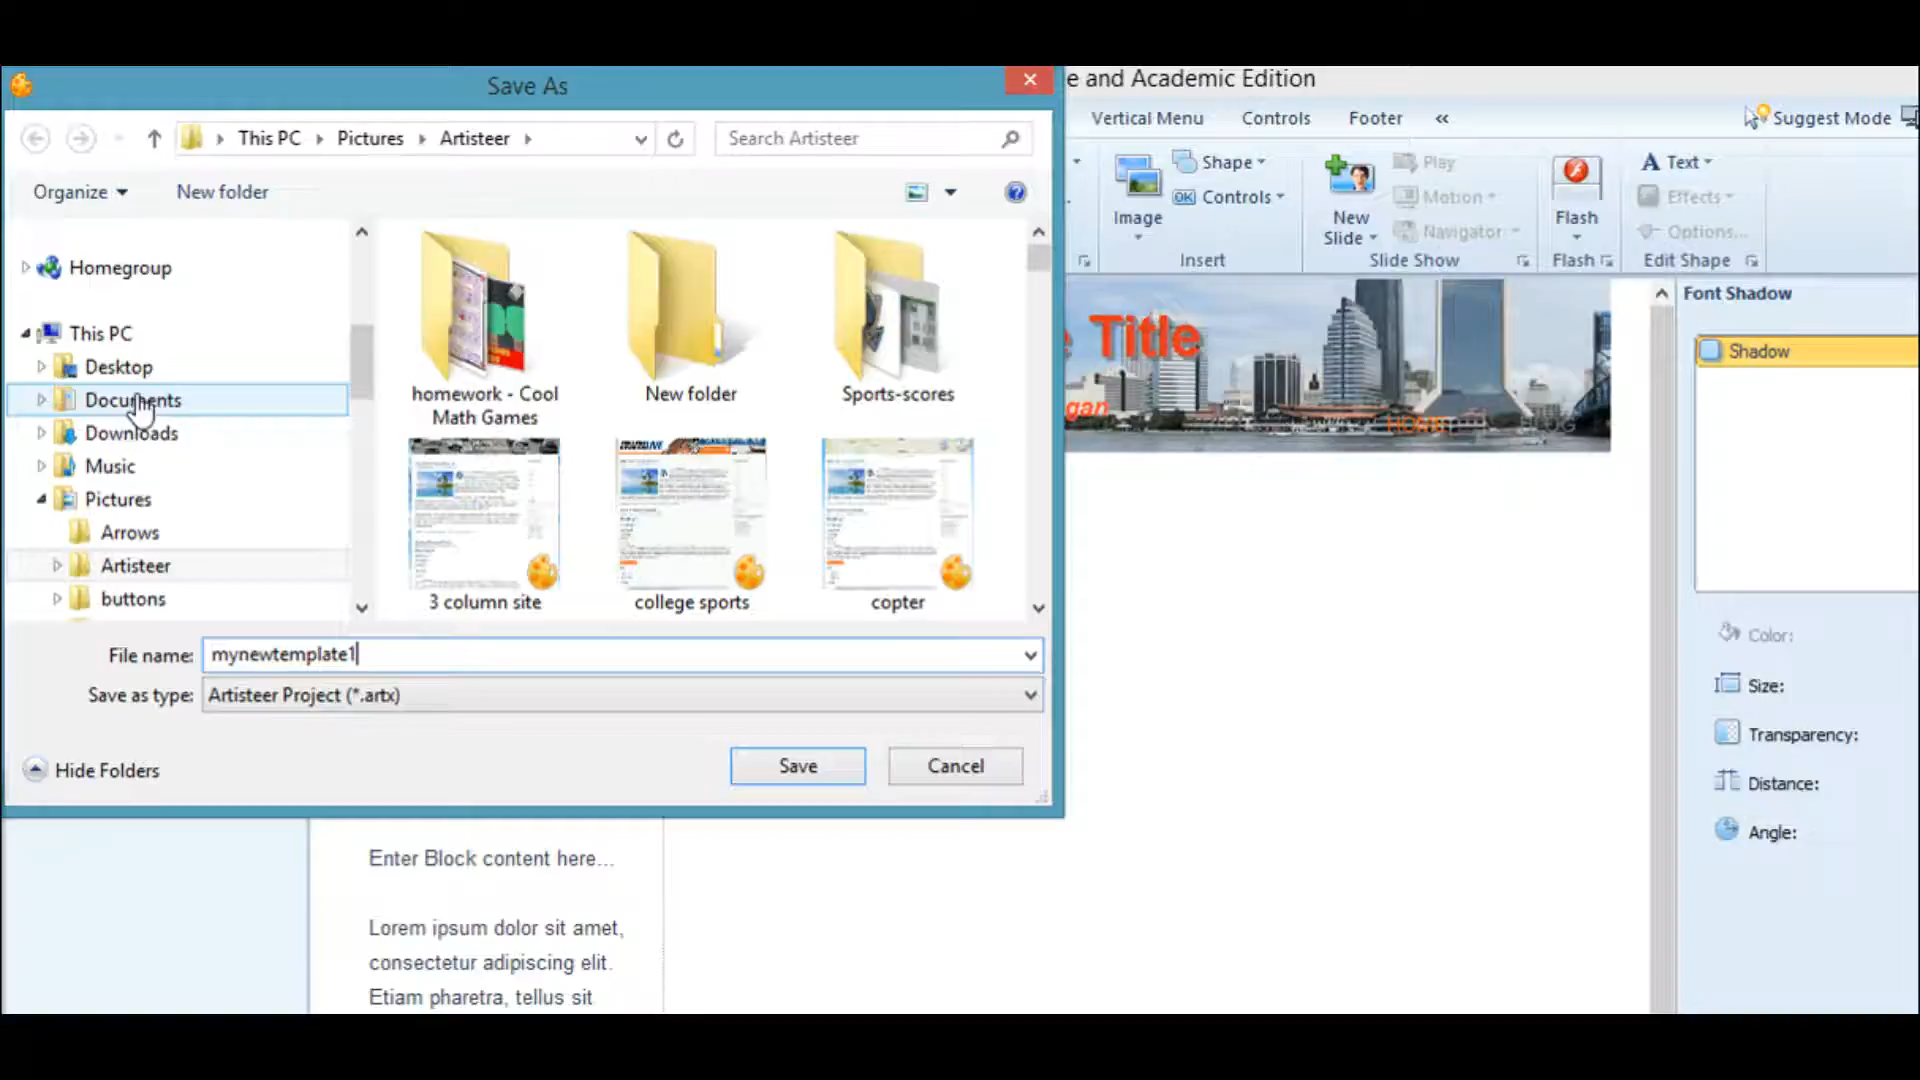 Save As
e and Academic Edition
This PC
Pictures
Artisteer
Search Artisteer
Organize
New folder
Homegroup
This PC
Desktop
Documents
Downloads
Music
Pictures
Arrows
Artisteer
buttons
homework - Cool
Math Games
New folder
Sports-scores
3 column site
college sports
copter
File name: mynewtemplate1
Save as type: Artisteer Project (*.artx)
Hide Folders
Save
Cancel
Vertical Menu
Controls
Footer
«
Suggest Mode
Image
Shape
OK Controls
Insert
New
Slide
Play
Motion
Navigator
Slide Show
Flash
Flash
A Text
Effects
Options...
Edit Shape
Title
gan
HOME
BLOG
Font Shadow
Shadow
Color:
Size:
Transparency:
Distance:
Angle:
Enter Block content here...
Lorem ipsum dolor sit amet,
consectetur adipiscing elit.
Etiam pharetra, tellus sit